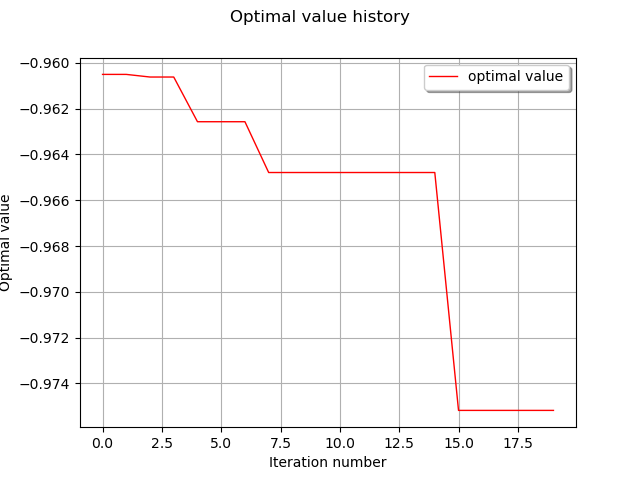 Optimal value history
optimal value
−0.960
−0.962
−0.964
−0.966
−0.968
−0.970
−0.972
−0.974
Optimal value
0.0 2.5 5.0 7.5 10.0 12.5 15.0 17.5
Iteration number